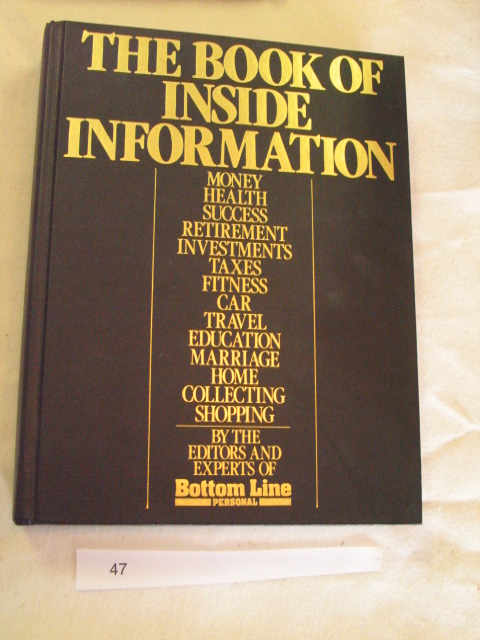 THE BOOK OF
INSIDE
INFORMATION
MONEY
HEALTH
SUCCESS
RETIREMENT
INVESTMENTS
TAXES
FITNESS
CAR
TRAVEL
EDUCATION
MARRIAGE
HOME
COLLECTING
SHOPPING
BY THE
EDITORS AND
EXPERTS OF
Bottom Line
PERSONAL
47